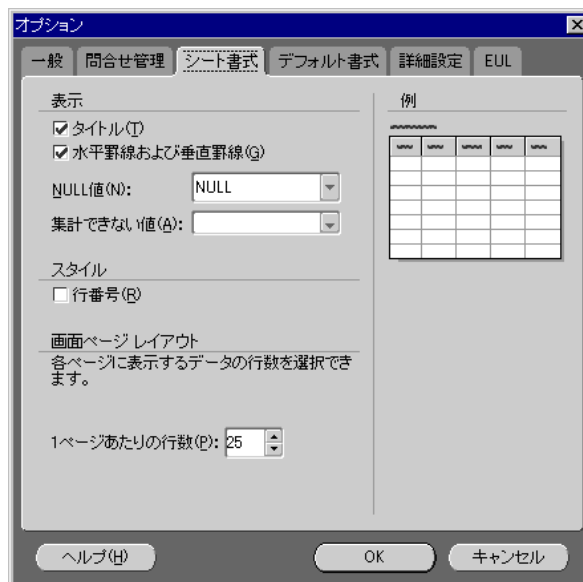 オプション
一般 問合せ管理 シート書式 デフォルト書式 詳細設定 EUL
表示
タイトル(T)
水平罫線および垂直罫線(G)
NULL値(N): NULL
集計できない値(A):
スタイル
行番号(R)
画面ページ レイアウト
各ページに表示するデータの行数を選択でき
ます。
1ページあたりの行数(P): 25
例
ヘルプ(H) OK キャンセル